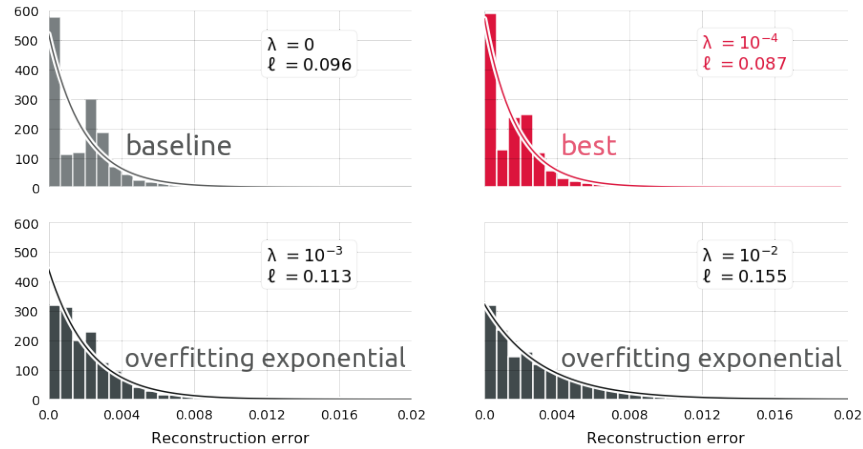 600
500
400
300
200
100
0
λ = 0
ℓ = 0.096
baseline
λ = 10⁻⁴
ℓ = 0.087
best
600
500
400
300
200
100
0
λ = 10⁻³
ℓ = 0.113
overfitting exponential
0.0 0.004 0.008 0.012 0.016 0.02
Reconstruction error
λ = 10⁻²
ℓ = 0.155
overfitting exponential
0.0 0.004 0.008 0.012 0.016 0.02
Reconstruction error